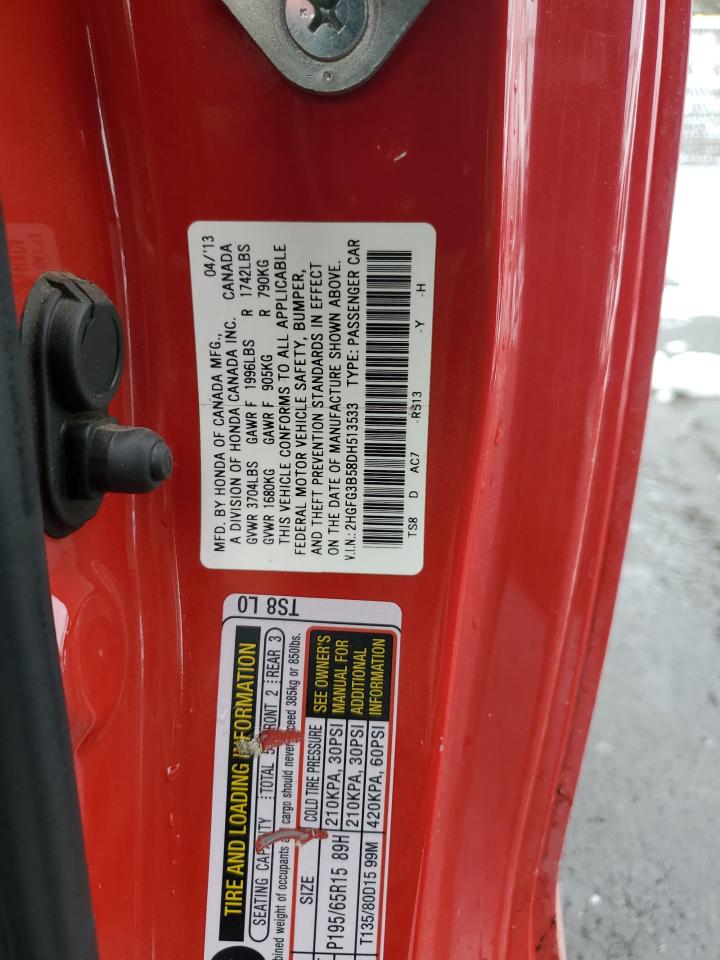 MFD. BY HONDA OF CANADA MFG., 04/'13
A DIVISION OF HONDA CANADA INC. CANADA
GVWR 3704LBS GAWR F 1996LBS R 1742LBS
GVWR 1680KG GAWR F 905KG R 790KG
THIS VEHICLE CONFORMS TO ALL APPLICABLE
FEDERAL MOTOR VEHICLE SAFETY, BUMPER,
AND THEFT PREVENTION STANDARDS IN EFFECT
ON THE DATE OF MANUFACTURE SHOWN ABOVE.
V.I.N.: 2HGFG3B58DH513533 TYPE: PASSENGER CAR
TS8 D AC7 -R513 -Y -H
TS8 L0
TIRE AND LOADING INFORMATION
SEATING CAPACITY TOTAL 5 FRONT 2 REAR 3
weight of occupants cargo should never exceed 385kg or 850lbs.
SIZE COLD TIRE PRESSURE
P195/65R15 89H 210KPA, 30PSI
210KPA, 30PSI
T135/80D15 99M 420KPA, 60PSI
SEE OWNER'S
MANUAL FOR
ADDITIONAL
INFORMATION